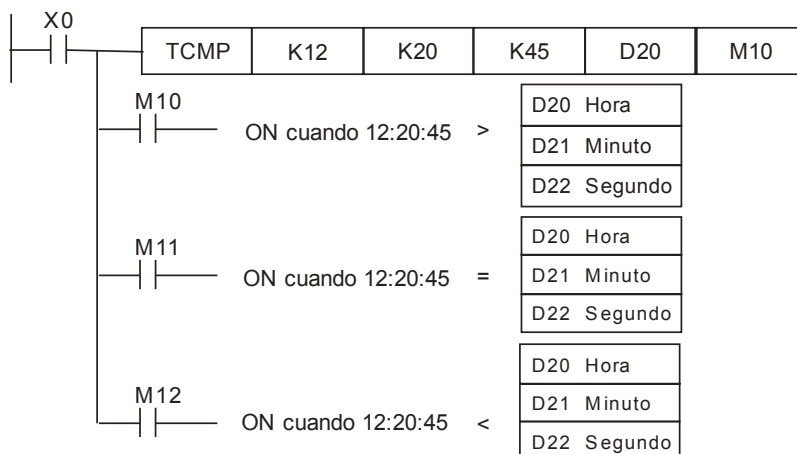 X0
TCMP K12 K20 K45 D20 M10
M10
ON cuando 12:20:45 >
D20 Hora
D21 Minuto
D22 Segundo
M11
ON cuando 12:20:45 =
D20 Hora
D21 Minuto
D22 Segundo
M12
ON cuando 12:20:45 <
D20 Hora
D21 Minuto
D22 Segundo